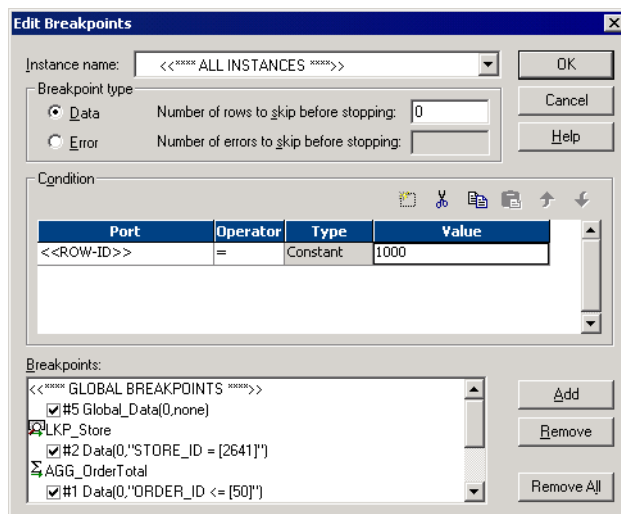 Edit Breakpoints
Instance name: <<**** ALL INSTANCES ****>>
OK
Breakpoint type
Data Number of rows to skip before stopping: 0
Cancel
Error Number of errors to skip before stopping:
Help
Condition
Port Operator Type Value
<<ROW-ID>> = Constant 1000
Breakpoints:
<<**** GLOBAL BREAKPOINTS ****>>
Add
#5 Global_Data(0,none)
LKP_Store
Remove
#2 Data(0,"STORE_ID = [2641]")
AGG_OrderTotal
#1 Data(0,"ORDER_ID <= [50]")
Remove All